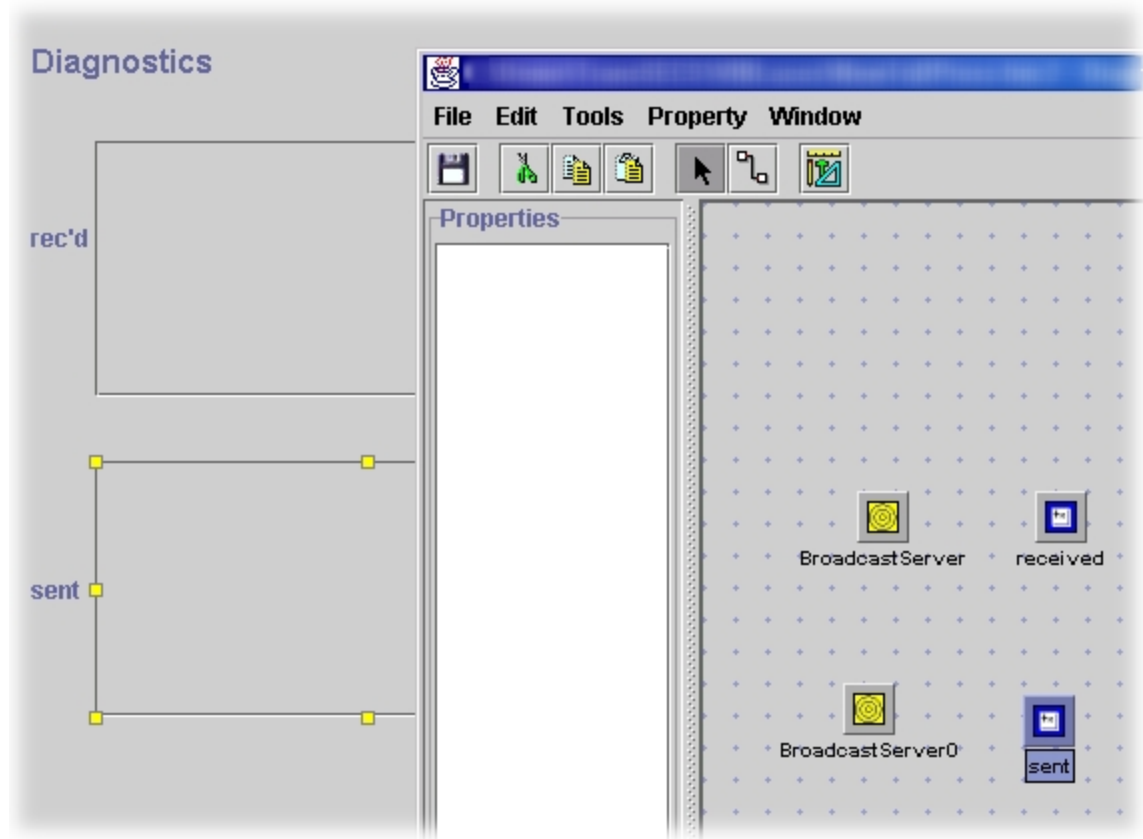 Diagnostics
File Edit Tools Property Window
Properties
rec'd
BroadcastServer
received
sent
BroadcastServer0
sent